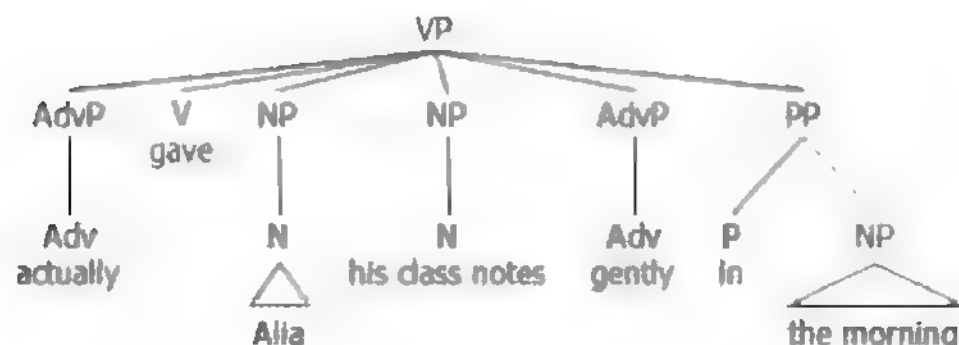 VP
AdvP V NP NP AdvP PP
gave
Adv N N Adv P NP
actually his class notes gently in
Alia the morning